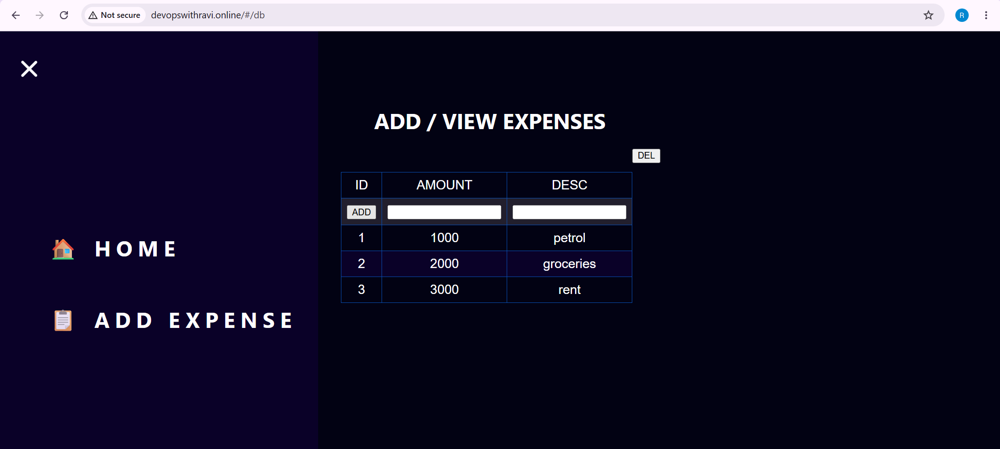 Not secure devopswithravi.online/#/db R
ADD / VIEW EXPENSES
DEL
ID AMOUNT DESC
ADD
1 1000 petrol
2 2000 groceries
3 3000 rent
HOME
ADD EXPENSE